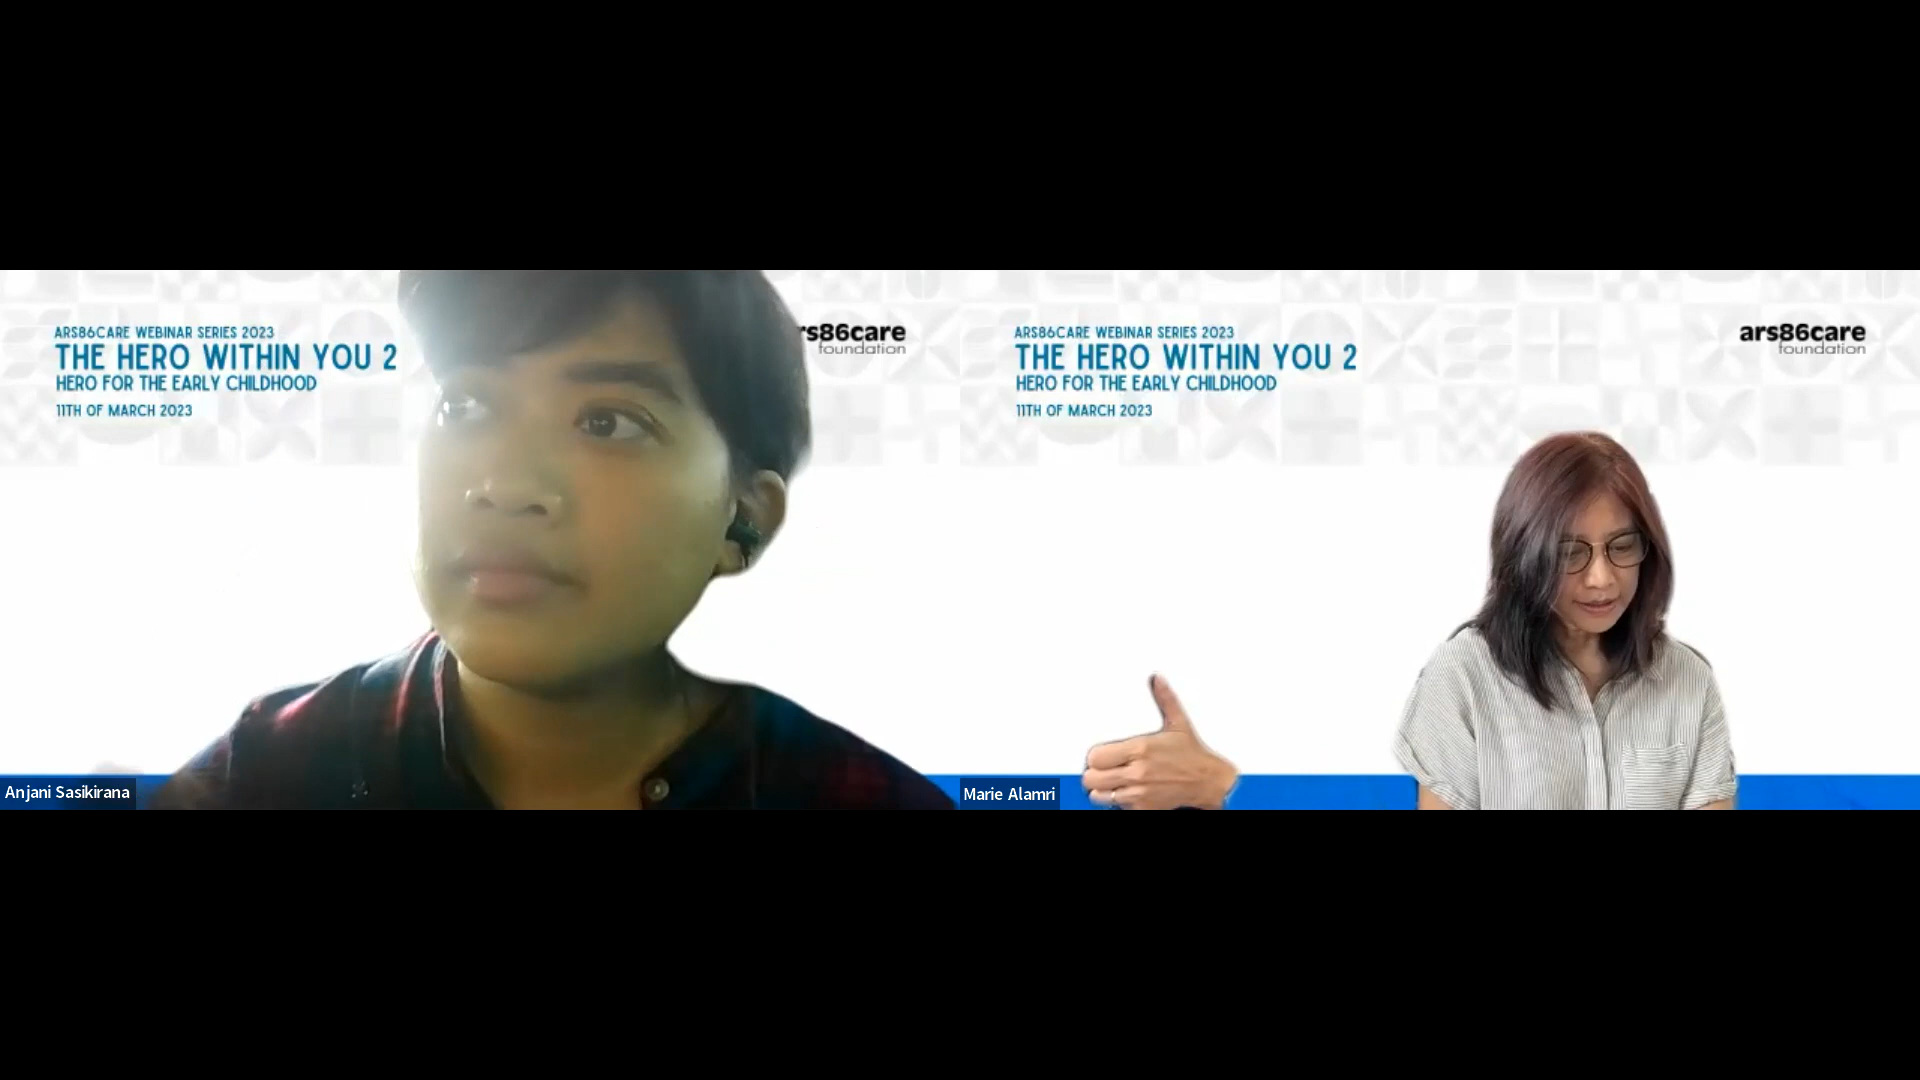 ARS86CARE WEBINAR SERIES 2023
THE HERO WITHIN YOU 2
HERO FOR THE EARLY CHILDHOOD
11TH OF MARCH 2023
rs86care
foundation
Anjani Sasikirana
ARS86CARE WEBINAR SERIES 2023
THE HERO WITHIN YOU 2
HERO FOR THE EARLY CHILDHOOD
11TH OF MARCH 2023
ars86care
foundation
Marie Alamri